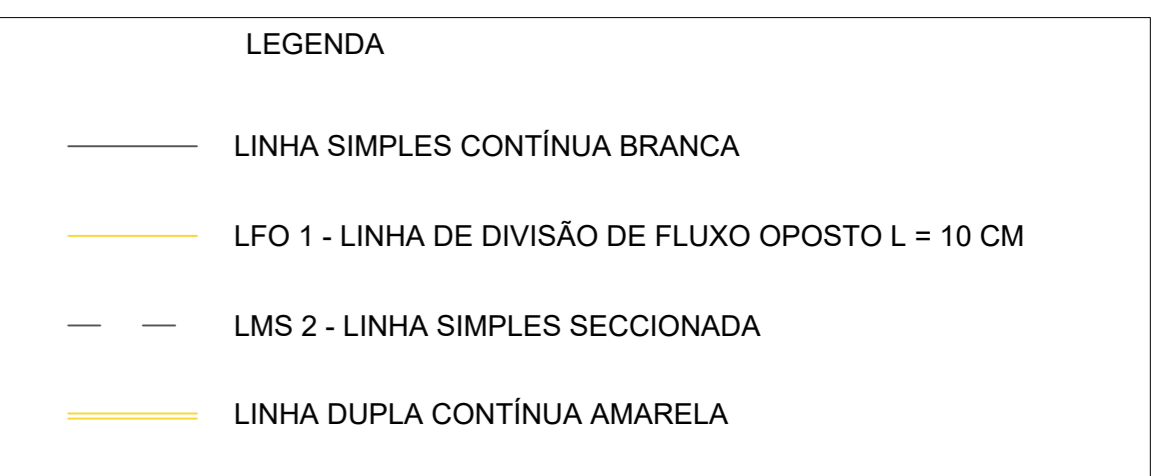 LEGENDA
LINHA SIMPLES CONTÍNUA BRANCA
LFO 1 - LINHA DE DIVISÃO DE FLUXO OPOSTO L = 10 CM
LMS 2 - LINHA SIMPLES SECCIONADA
LINHA DUPLA CONTÍNUA AMARELA